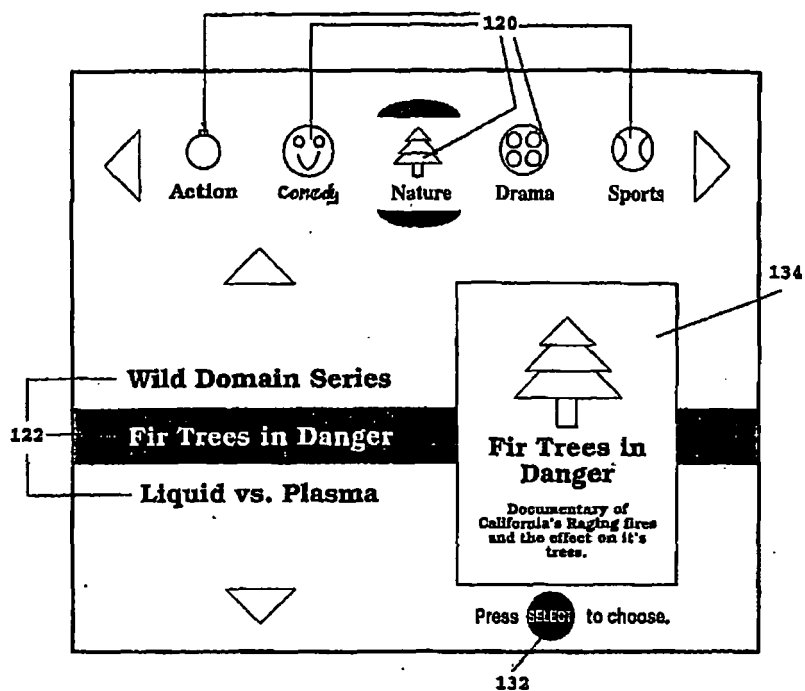 120
Action Comedy Nature Drama Sports
134
Wild Domain Series
122
Fir Trees in Danger
Liquid vs. Plasma
Fir Trees in
Danger
Documentary of
California's Raging fires
and the effect on it's
trees.
Press SELECT to choose.
132